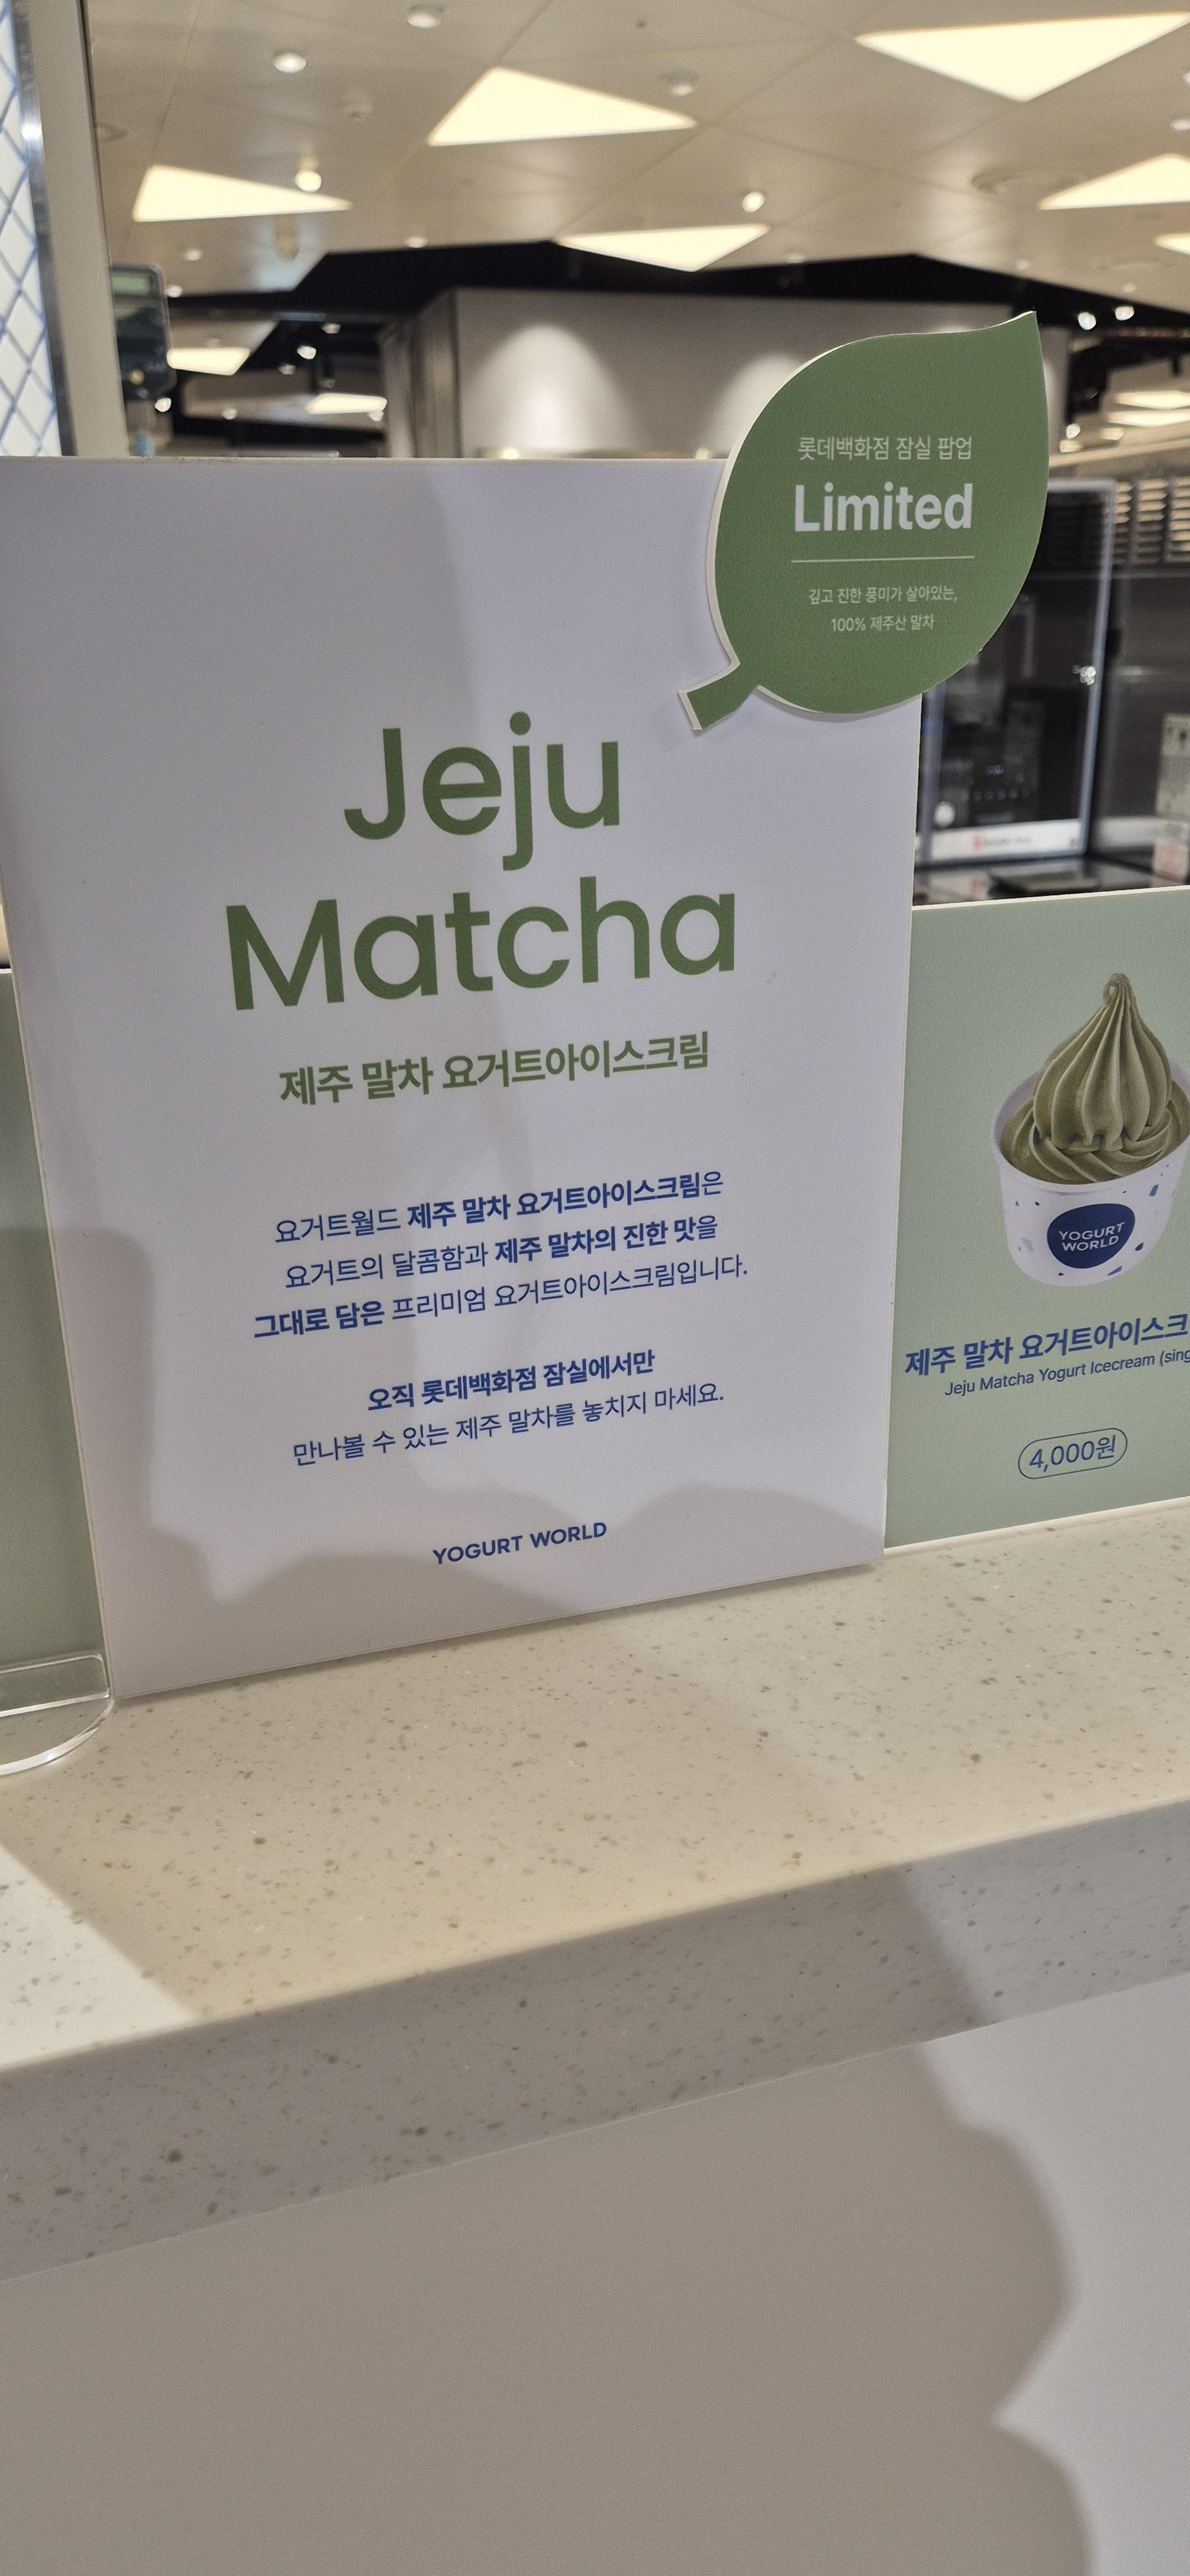 롯데백화점 잠실 팝업
Limited
깊고 진한 풍미가 살아있는,
100% 제주산 말차
Jeju
Matcha
제주 말차 요거트아이스크림
요거트월드 제주 말차 요거트아이스크림은
요거트의 달콤함과 제주 말차의 진한 맛을
그대로 담은 프리미엄 요거트아이스크림입니다.
오직 롯데백화점 잠실에서만
만나볼 수 있는 제주 말차를 놓치지 마세요.
YOGURT WORLD
YOGURT
WORLD
제주 말차 요거트아이스크
Jeju Matcha Yogurt Icecream (sing
4,000원